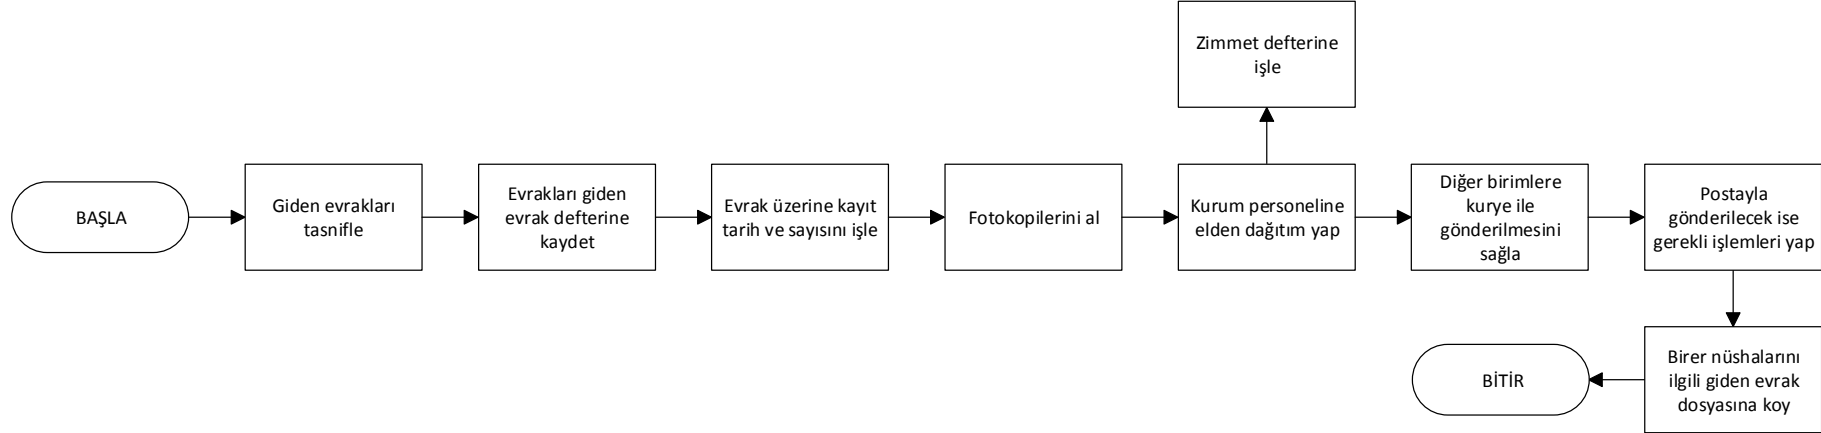 BAŞLA
Giden evrakları
tasnifle
Evrakları giden
evrak defterine
kaydet
Evrak üzerine kayıt
tarih ve sayısını işle
Fotokopilerini al
Kurum personeline
elden dağıtım yap
Zimmet defterine
işle
Diğer birimlere
kurye ile
gönderilmesini
sağla
Postayla
gönderilecek ise
gerekli işlemleri yap
Birer nüshalarını
ilgili giden evrak
dosyasına koy
BİTİR